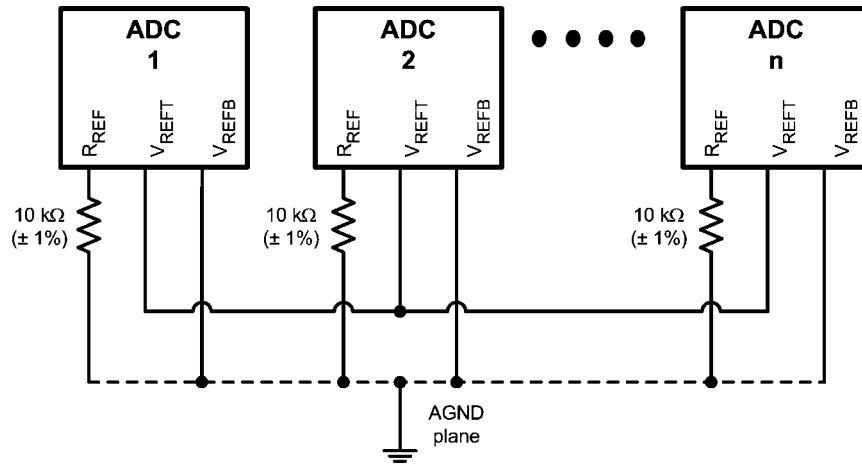 ADC
1
ADC
2
ADC
n
RREF
VREFT
VREFB
RREF
VREFT
VREFB
RREF
VREFT
VREFB
10 kΩ
(± 1%)
10 kΩ
(± 1%)
10 kΩ
(± 1%)
AGND
plane